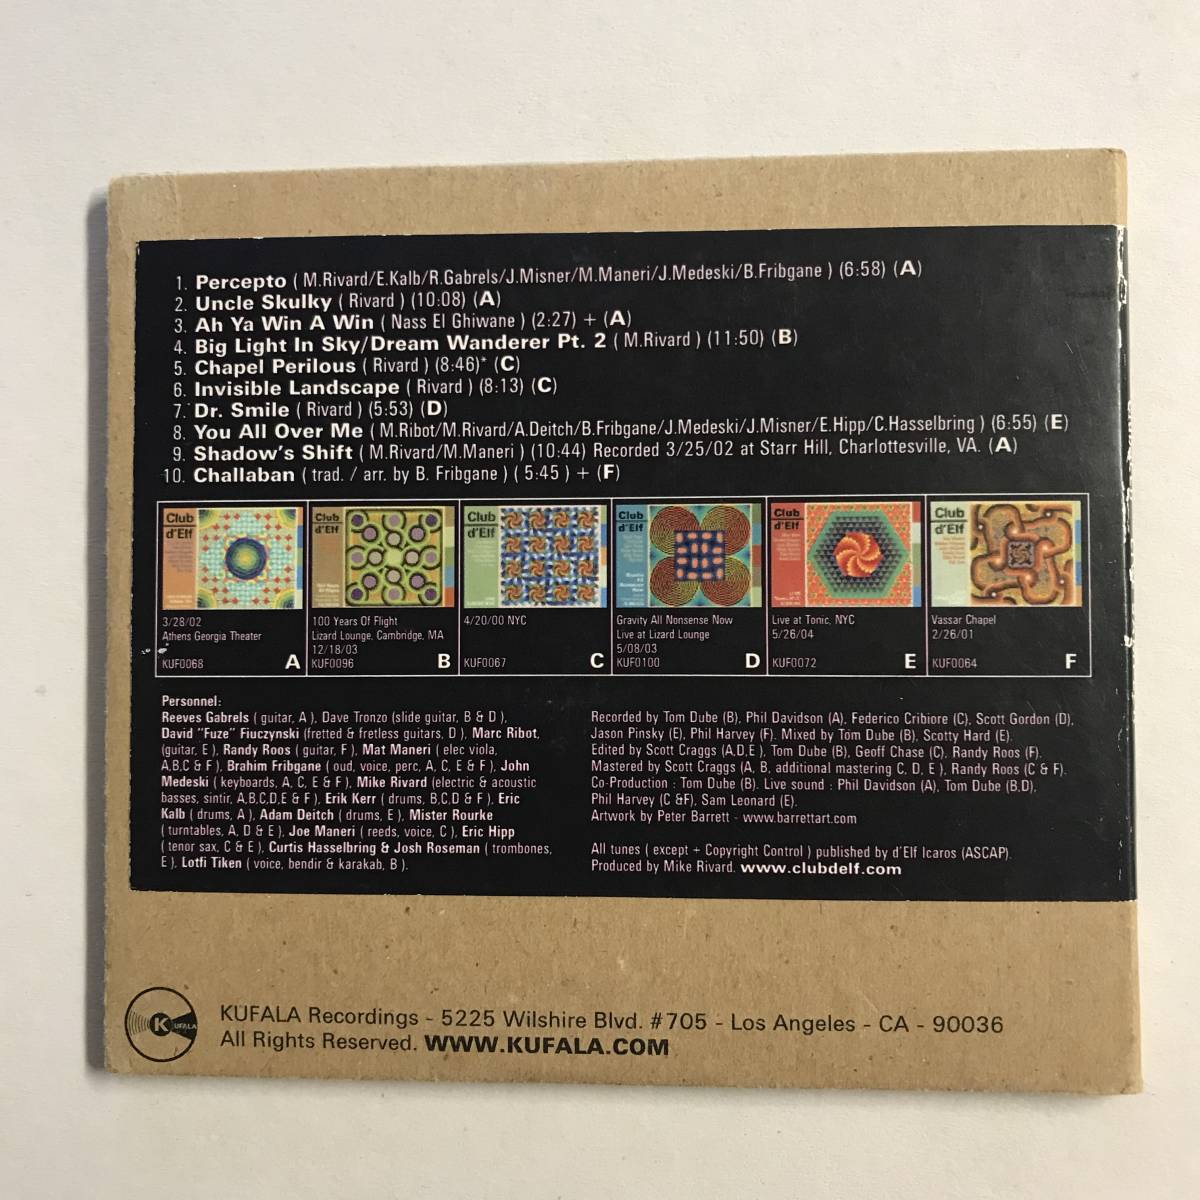 1. Percepto ( M.Rivard/E.Kalb/R.Gabrels/J.Misner/M.Maneri/J.Medeski/B.Fribgane ) (6:58) (A)
2. Uncle Skulky ( Rivard ) (10:08) (A)
3. Ah Ya Win A Win ( Nass El Ghiwane ) (2:27) + (A)
4. Big Light In Sky/Dream Wanderer Pt. 2 ( M.Rivard ) (11:50) (B)
5. Chapel Perilous ( Rivard ) (8:46)* (C)
6. Invisible Landscape ( Rivard ) (8:13) (C)
7. Dr. Smile ( Rivard ) (5:53) (D)
8. You All Over Me ( M.Ribot/M.Rivard/A.Deitch/B.Fribgane/J.Medeski/J.Misner/E.Hipp/C.Hasselbring ) (6:55) (E)
9. Shadow's Shift ( M.Rivard/M.Maneri ) (10:44) Recorded 3/25/02 at Starr Hill, Charlottesville, VA. (A)
10. Challaban ( trad. / arr. by B. Fribgane ) ( 5:45 ) + (F)
Club
d'Elf
3/28/02
Athens Georgia Theater
KUF0068 A
Club
d'Elf
100 Years Of Flight
Lizard Lounge, Cambridge, MA
12/18/03
KUF0096 B
Club
d'Elf
4/20/00 NYC
KUF0067 C
Club
d'Elf
Gravity All Nonsense Now
Live at Lizard Lounge
5/08/03
KUF0100 D
Club
d'Elf
Live at Tonic, NYC
5/26/04
KUF0072 E
Club
d'Elf
Vassar Chapel
2/26/01
KUF0064 F
Personnel:
Reeves Gabrels ( guitar, A ), Dave Tronzo (slide guitar, B & D ),
David "Fuze" Fiuczynski (fretted & fretless guitars, D ), Marc Ribot,
(guitar, E ), Randy Roos ( guitar, F ), Mat Maneri ( elec viola,
A,B,C & F ), Brahim Fribgane ( oud, voice, perc, A, C, E & F ), John
Medeski ( keyboards, A, C, E & F ), Mike Rivard (electric & acoustic
basses, sintir, A,B,C,D,E & F ), Erik Kerr ( drums, B,C,D & F ), Eric
Kalb ( drums, A ), Adam Deitch ( drums, E ), Mister Rourke
( turntables, A, D & E ), Joe Maneri ( reeds, voice, C ), Eric Hipp
( tenor sax, C & E ), Curtis Hasselbring & Josh Roseman ( trombones,
E ), Lotfi Tiken ( voice, bendir & karakab, B ).
Recorded by Tom Dube (B), Phil Davidson (A), Federico Cribiore (C), Scott Gordon (D),
Jason Pinsky (E), Phil Harvey (F). Mixed by Tom Dube (B), Scotty Hard (E).
Edited by Scott Craggs (A,D,E ), Tom Dube (B), Geoff Chase (C), Randy Roos (F).
Mastered by Scott Craggs (A, B, additional mastering C, D, E ), Randy Roos (C & F).
Co-Production : Tom Dube (B). Live sound : Phil Davidson (A), Tom Dube (B,D),
Phil Harvey (C &F), Sam Leonard (E).
Artwork by Peter Barrett - www.barrettart.com
All tunes ( except + Copyright Control ) published by d'Elf Icaros (ASCAP).
Produced by Mike Rivard. www.clubdelf.com
K UFALA
KUFALA Recordings - 5225 Wilshire Blvd. #705 - Los Angeles - CA - 90036
All Rights Reserved. WWW.KUFALA.COM